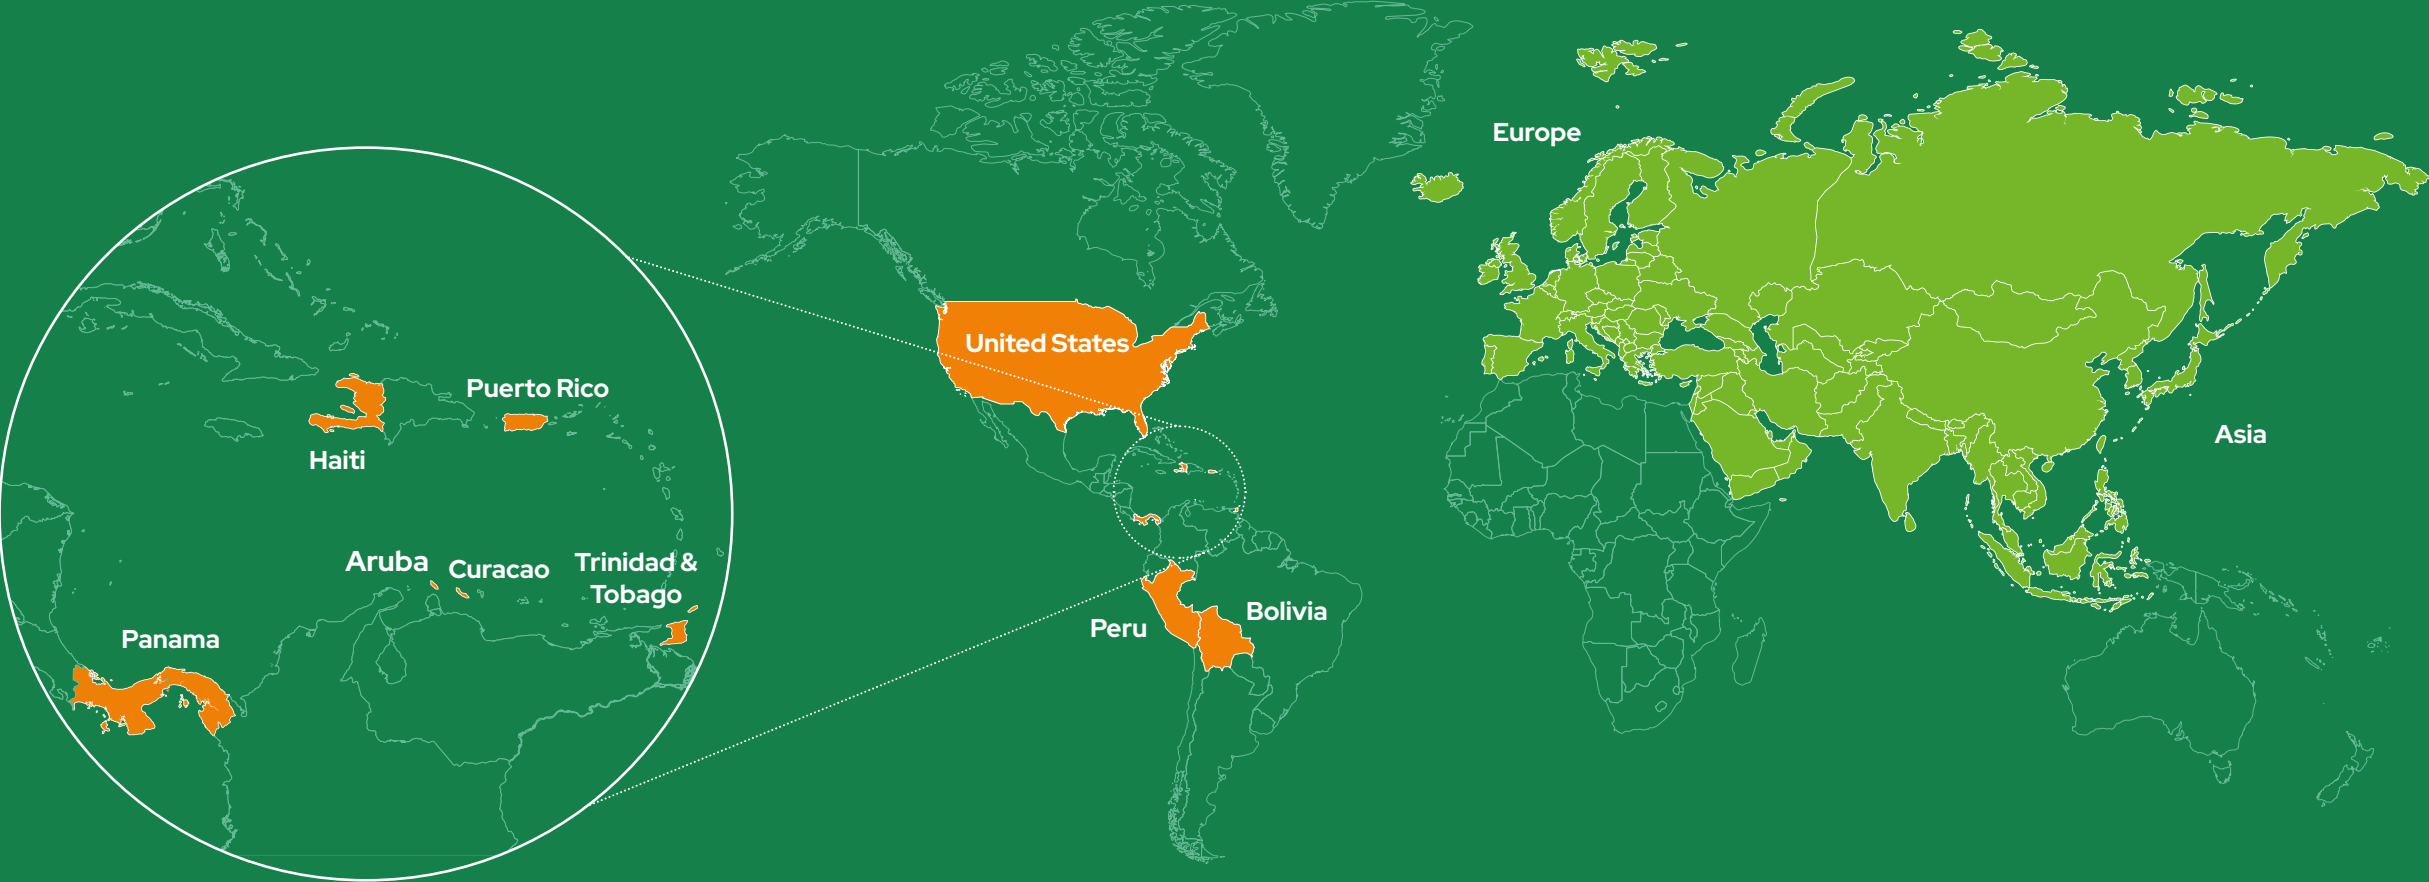 Europe
United States
Asia
Puerto Rico
Haiti
Aruba
Curacao
Trinidad &
Tobago
Panama
Peru
Bolivia